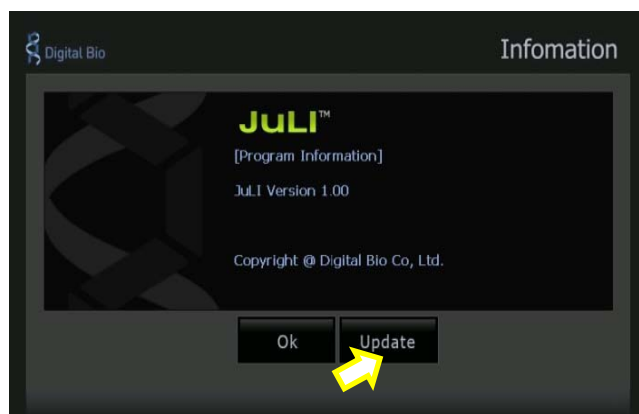 Digital Bio
Infomation
JuLI™
[Program Information]
JuLI Version 1.00
Copyright @ Digital Bio Co, Ltd.
Ok
Update